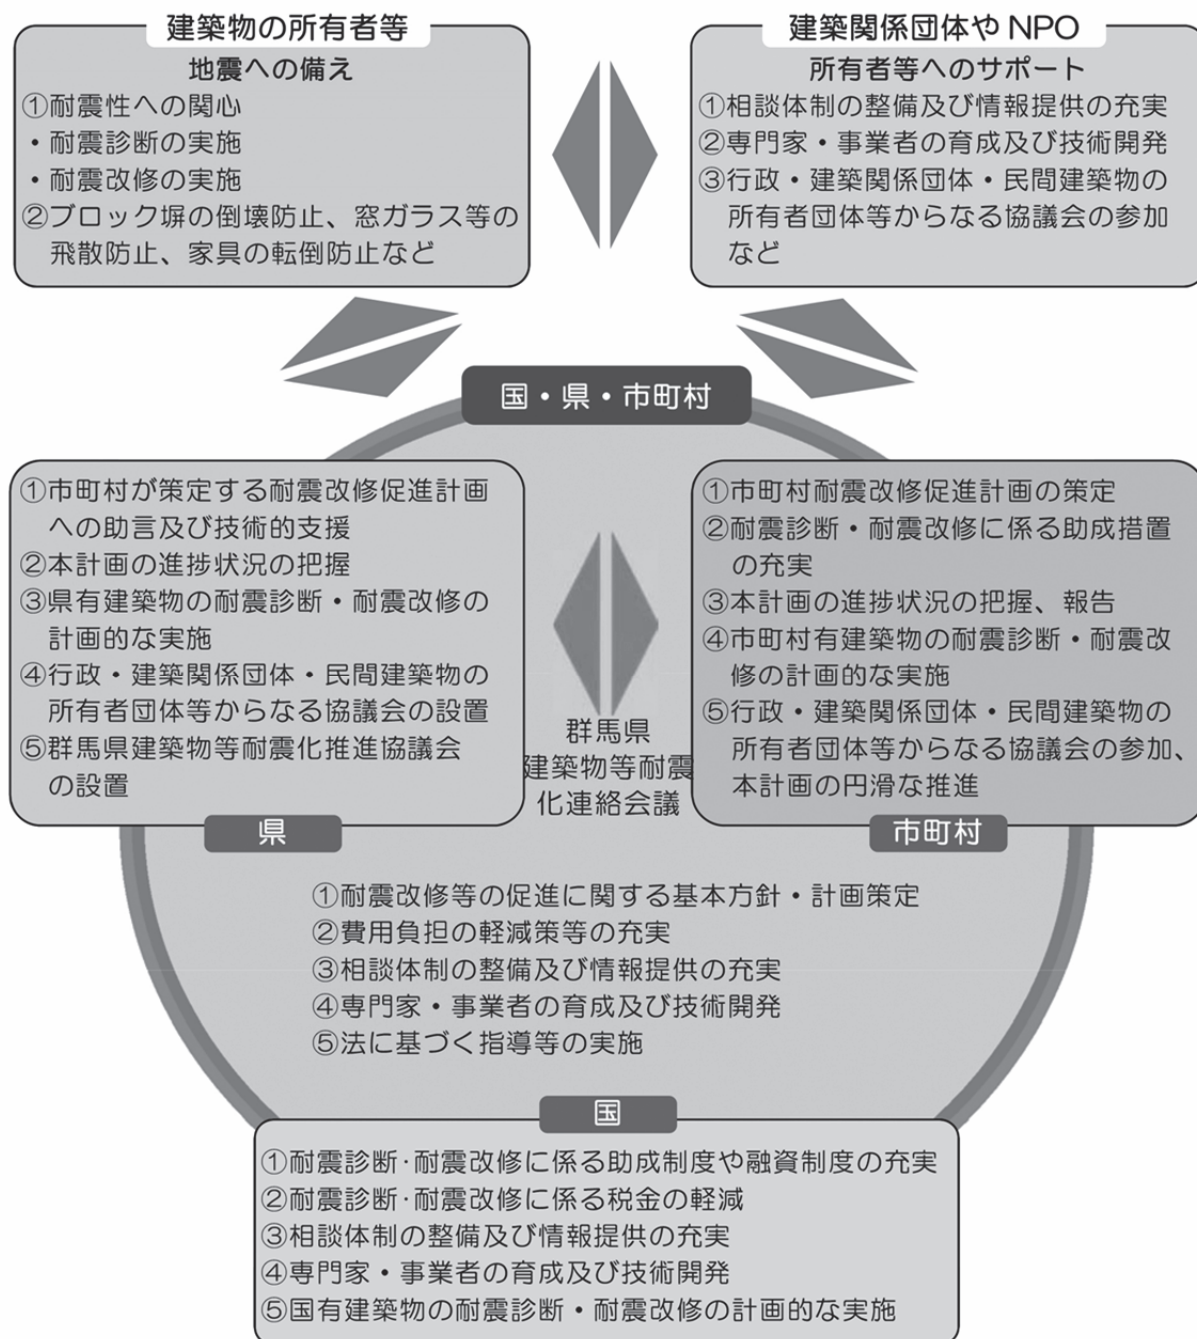 建築物の所有者等
地震への備え
①耐震性への関心
・耐震診断の実施
・耐震改修の実施
②ブロック塀の倒壊防止、窓ガラス等の
飛散防止、家具の転倒防止など
建築関係団体や NPO
所有者等へのサポート
①相談体制の整備及び情報提供の充実
②専門家・事業者の育成及び技術開発
③行政・建築関係団体・民間建築物の
所有者団体等からなる協議会の参加
など
国・県・市町村
①市町村が策定する耐震改修促進計画
への助言及び技術的支援
②本計画の進捗状況の把握
③県有建築物の耐震診断・耐震改修の
計画的な実施
④行政・建築関係団体・民間建築物の
所有者団体等からなる協議会の設置
⑤群馬県建築物等耐震化推進協議会
の設置
県
群馬県
建築物等耐震
化連絡会議
①市町村耐震改修促進計画の策定
②耐震診断・耐震改修に係る助成措置
の充実
③本計画の進捗状況の把握、報告
④市町村有建築物の耐震診断・耐震改
修の計画的な実施
⑤行政・建築関係団体・民間建築物の
所有者団体等からなる協議会の参加、
本計画の円滑な推進
市町村
①耐震改修等の促進に関する基本方針・計画策定
②費用負担の軽減策等の充実
③相談体制の整備及び情報提供の充実
④専門家・事業者の育成及び技術開発
⑤法に基づく指導等の実施
国
①耐震診断·耐震改修に係る助成制度や融資制度の充実
②耐震診断·耐震改修に係る税金の軽減
③相談体制の整備及び情報提供の充実
④専門家・事業者の育成及び技術開発
⑤国有建築物の耐震診断・耐震改修の計画的な実施